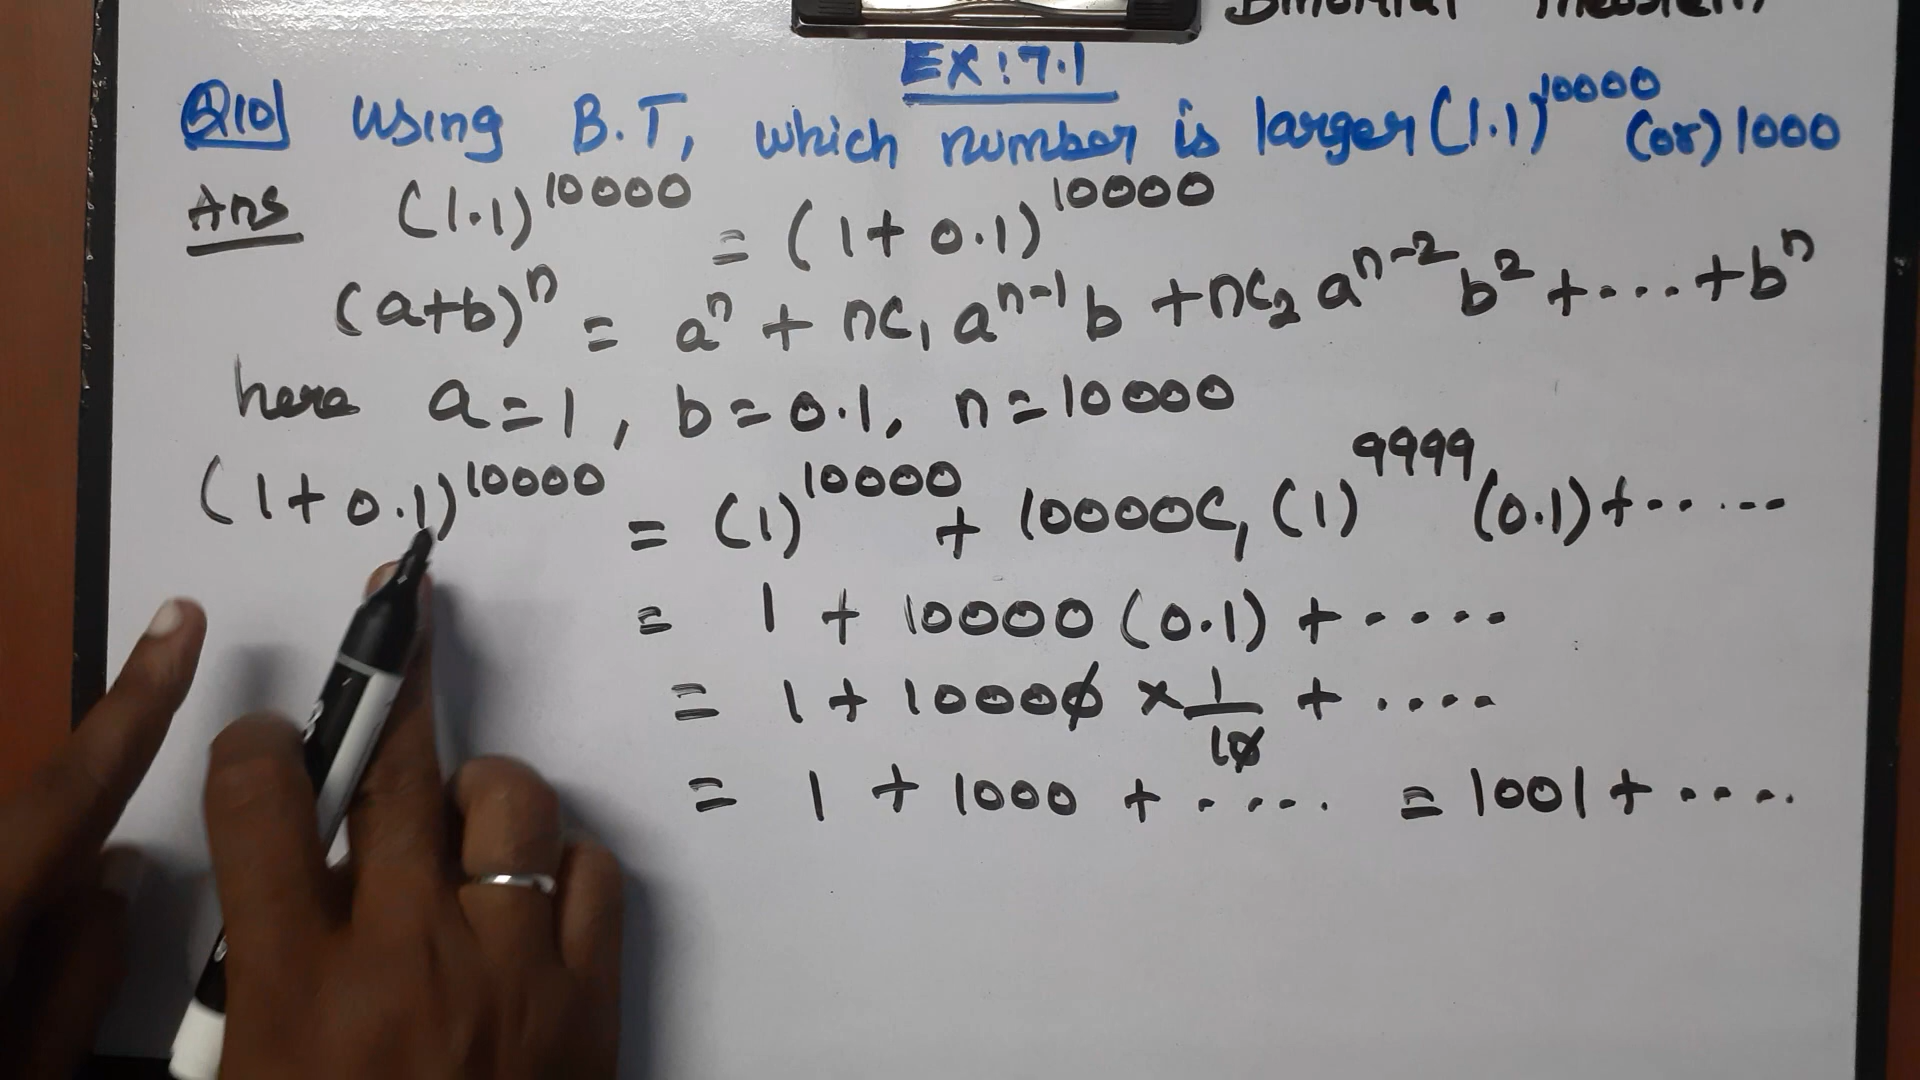 Binomial Theorem
EX:7.1
Q10) Using B.T, which number is larger (1.1)^10000 (or) 1000
Ans (1.1)^10000 = (1+0.1)^10000
(a+b)^n = a^n + nC₁ a^n-1 b + nC₂ a^n-2 b^2 + .... + b^n
here a=1, b=0.1, n=10000
(1+0.1)^10000 = (1)^10000 + 10000C₁ (1)^9999 (0.1) + .....
= 1 + 10000 (0.1) + ....
= 1 + 10000 × 1/10 + ....
= 1 + 1000 + .... = 1001 + ....